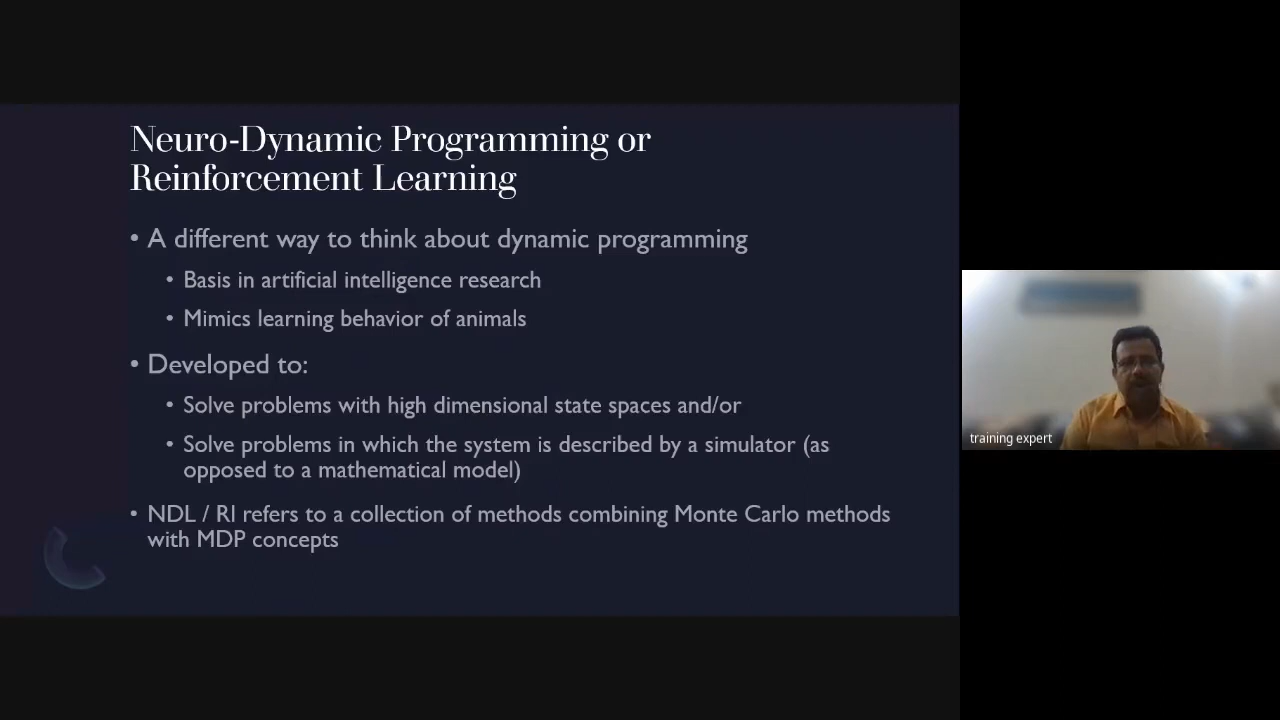 Neuro-Dynamic Programming or
Reinforcement Learning
• A different way to think about dynamic programming
• Basis in artificial intelligence research
• Mimics learning behavior of animals
• Developed to:
• Solve problems with high dimensional state spaces and/or
• Solve problems in which the system is described by a simulator (as
opposed to a mathematical model)
• NDL / RI refers to a collection of methods combining Monte Carlo methods
with MDP concepts
training expert